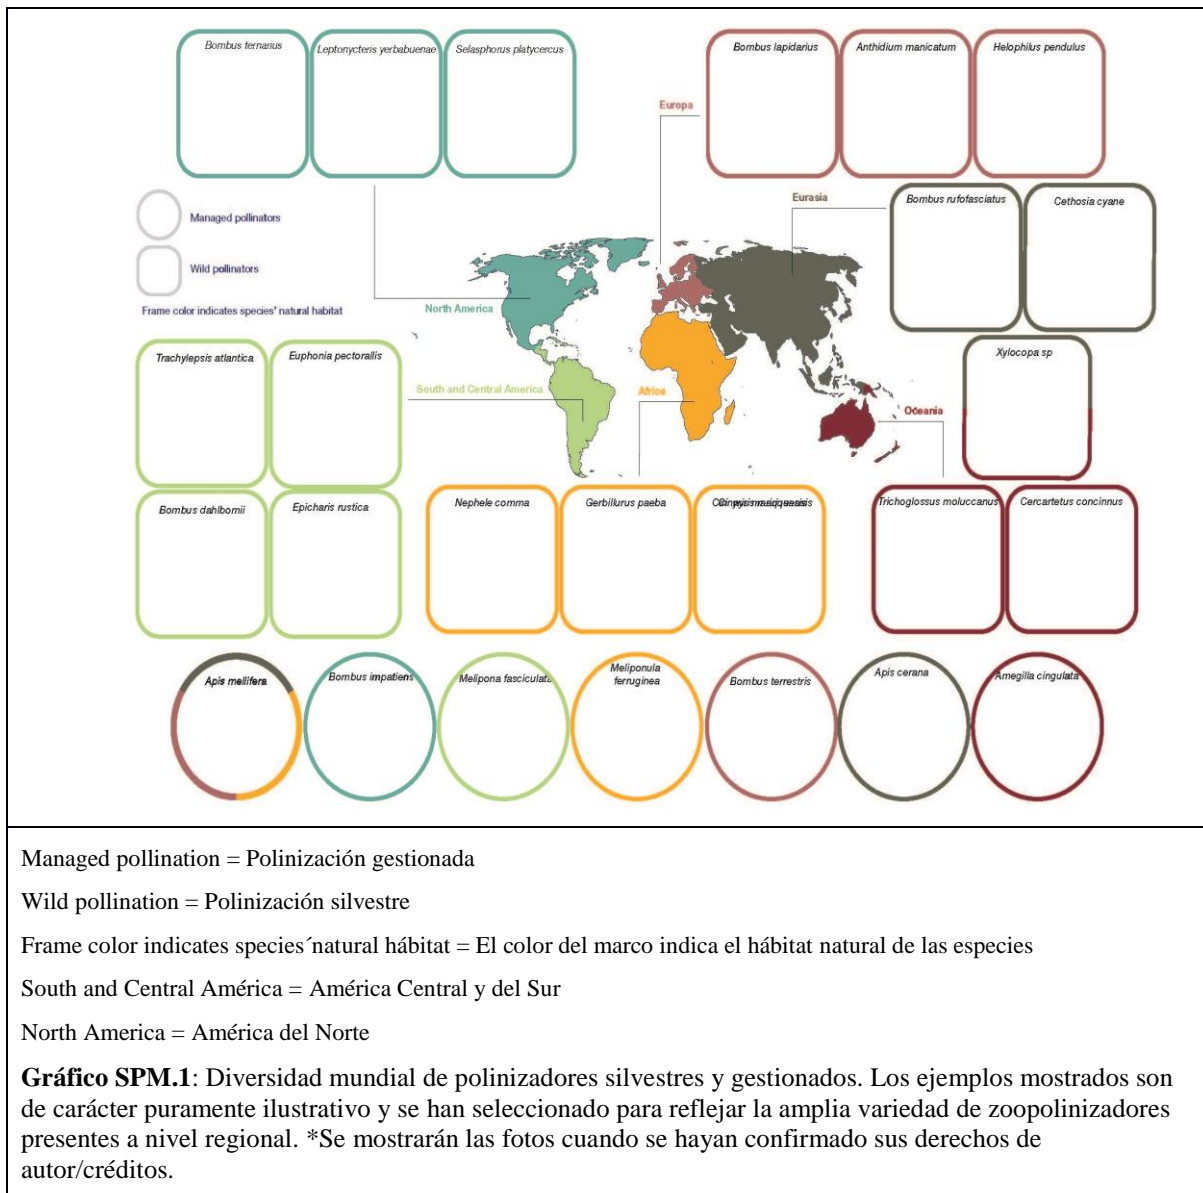 Bombus ternarius
Leptonycteris yerbabuenae
Selasphorus platycercus
Bombus lapidarius
Anthidium manicatum
Helophilus pendulus
Europa
Managed pollinators
Wild pollinators
Frame color indicates species' natural habitat
Eurasia
Bombus rufofasciatus
Cethosia cyane
North America
Trachylepsis atlantica
Euphonia pectorallis
South and Central America
Africa
Oceania
Xylocopa sp
Bombus dahlbomii
Epicharis rustica
Nephele comma
Gerbillurus paeba
Trichoglossus moluccanus
Cercartetus concinnus
Apis mellifera
Bombus impatiens
Melipona fasciculata
Meliponula
ferruginea
Bombus terrestris
Apis cerana
Amegilla cingulata
Managed pollination = Polinización gestionada
Wild pollination = Polinización silvestre
Frame color indicates species´natural hábitat = El color del marco indica el hábitat natural de las especies
South and Central América = América Central y del Sur
North America = América del Norte
Gráfico SPM.1: Diversidad mundial de polinizadores silvestres y gestionados. Los ejemplos mostrados son
de carácter puramente ilustrativo y se han seleccionado para reflejar la amplia variedad de zoopolinizadores
presentes a nivel regional. *Se mostrarán las fotos cuando se hayan confirmado sus derechos de
autor/créditos.